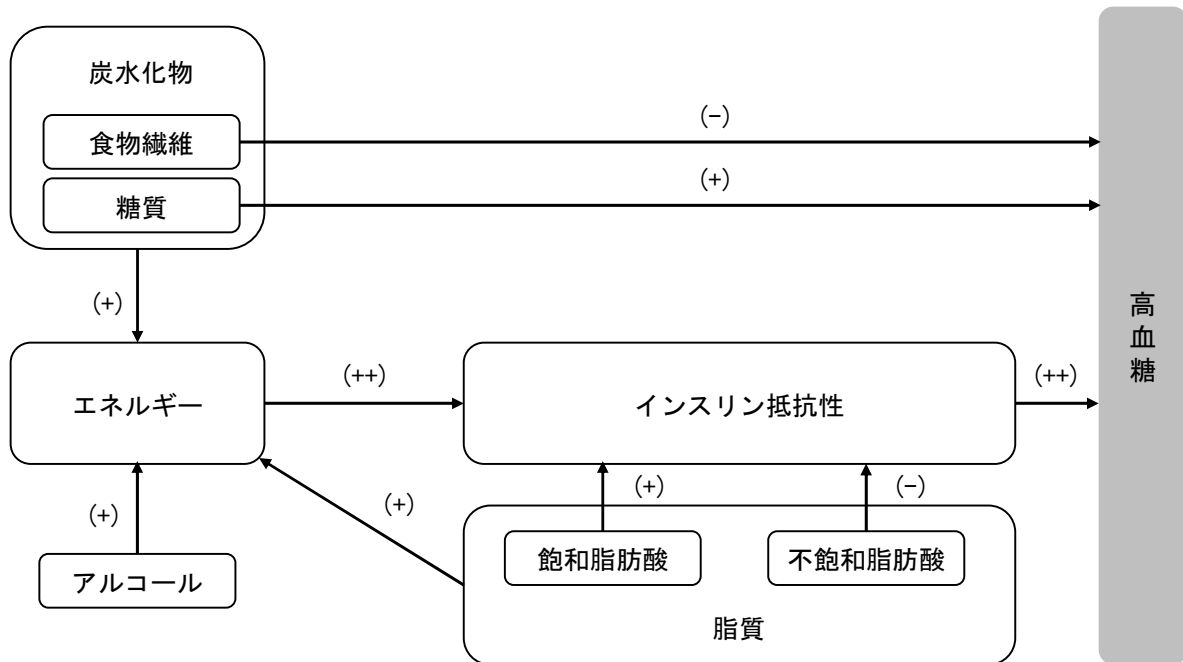 炭水化物
食物繊維
(−)
糖質
(+)
(+)
高血糖
エネルギー
(++)
インスリン抵抗性
(++)
(+)
アルコール
(+)
(+)
(−)
飽和脂肪酸
不飽和脂肪酸
脂質